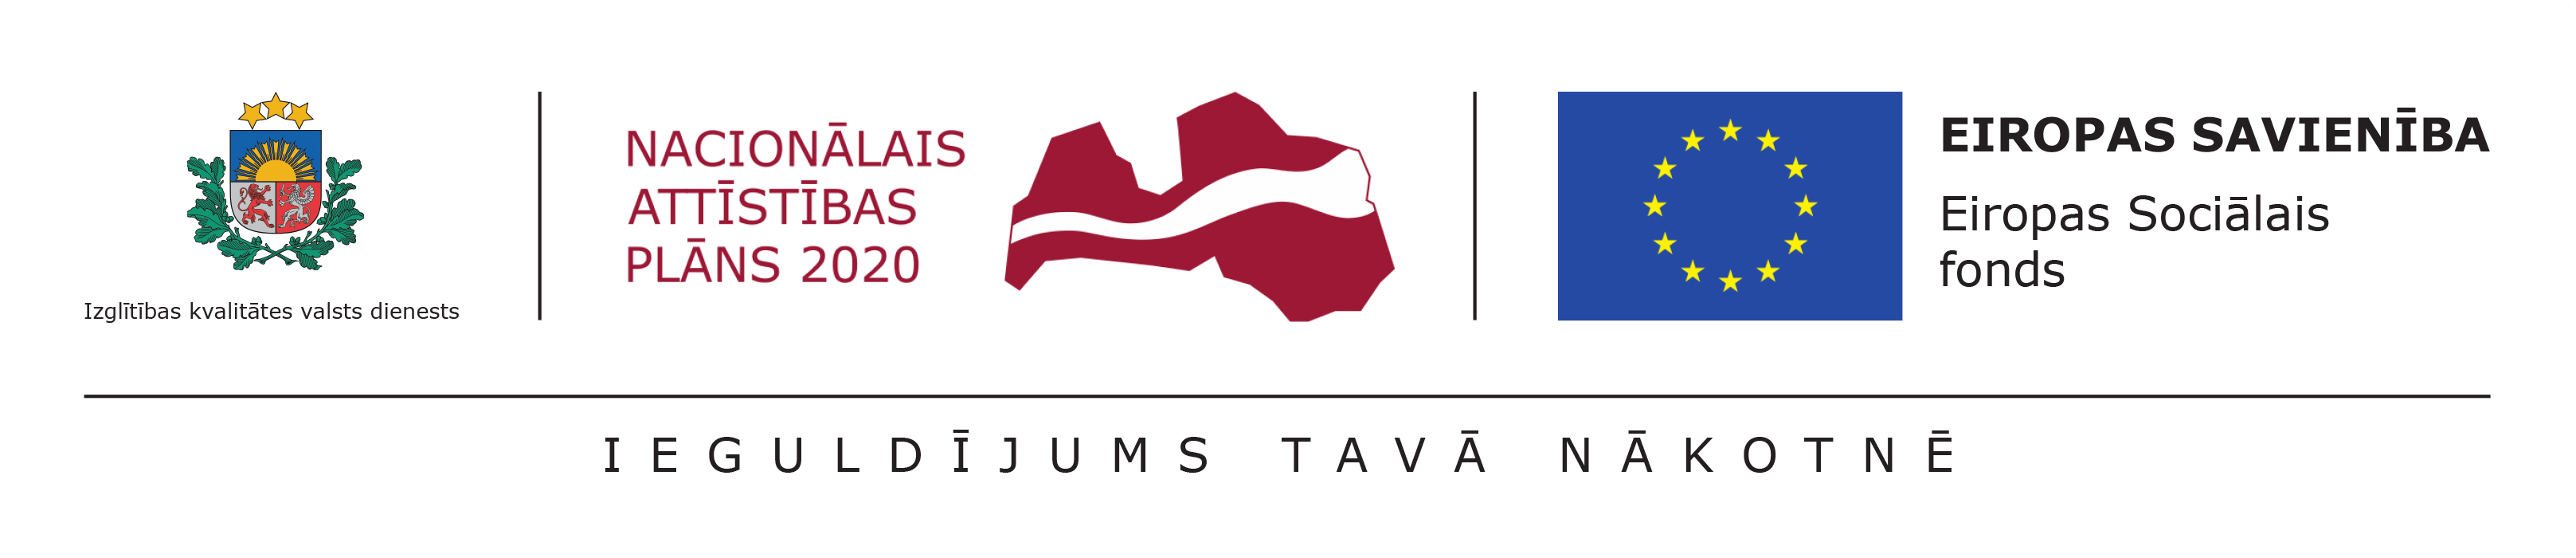 Izglītības kvalitātes valsts dienests
NACIONĀLAIS
ATTĪSTĪBAS
PLĀNS 2020
EIROPAS SAVIENĪBA
Eiropas Sociālais
fonds
IEGULDĪJUMS TAVĀ NĀKOTNĒ